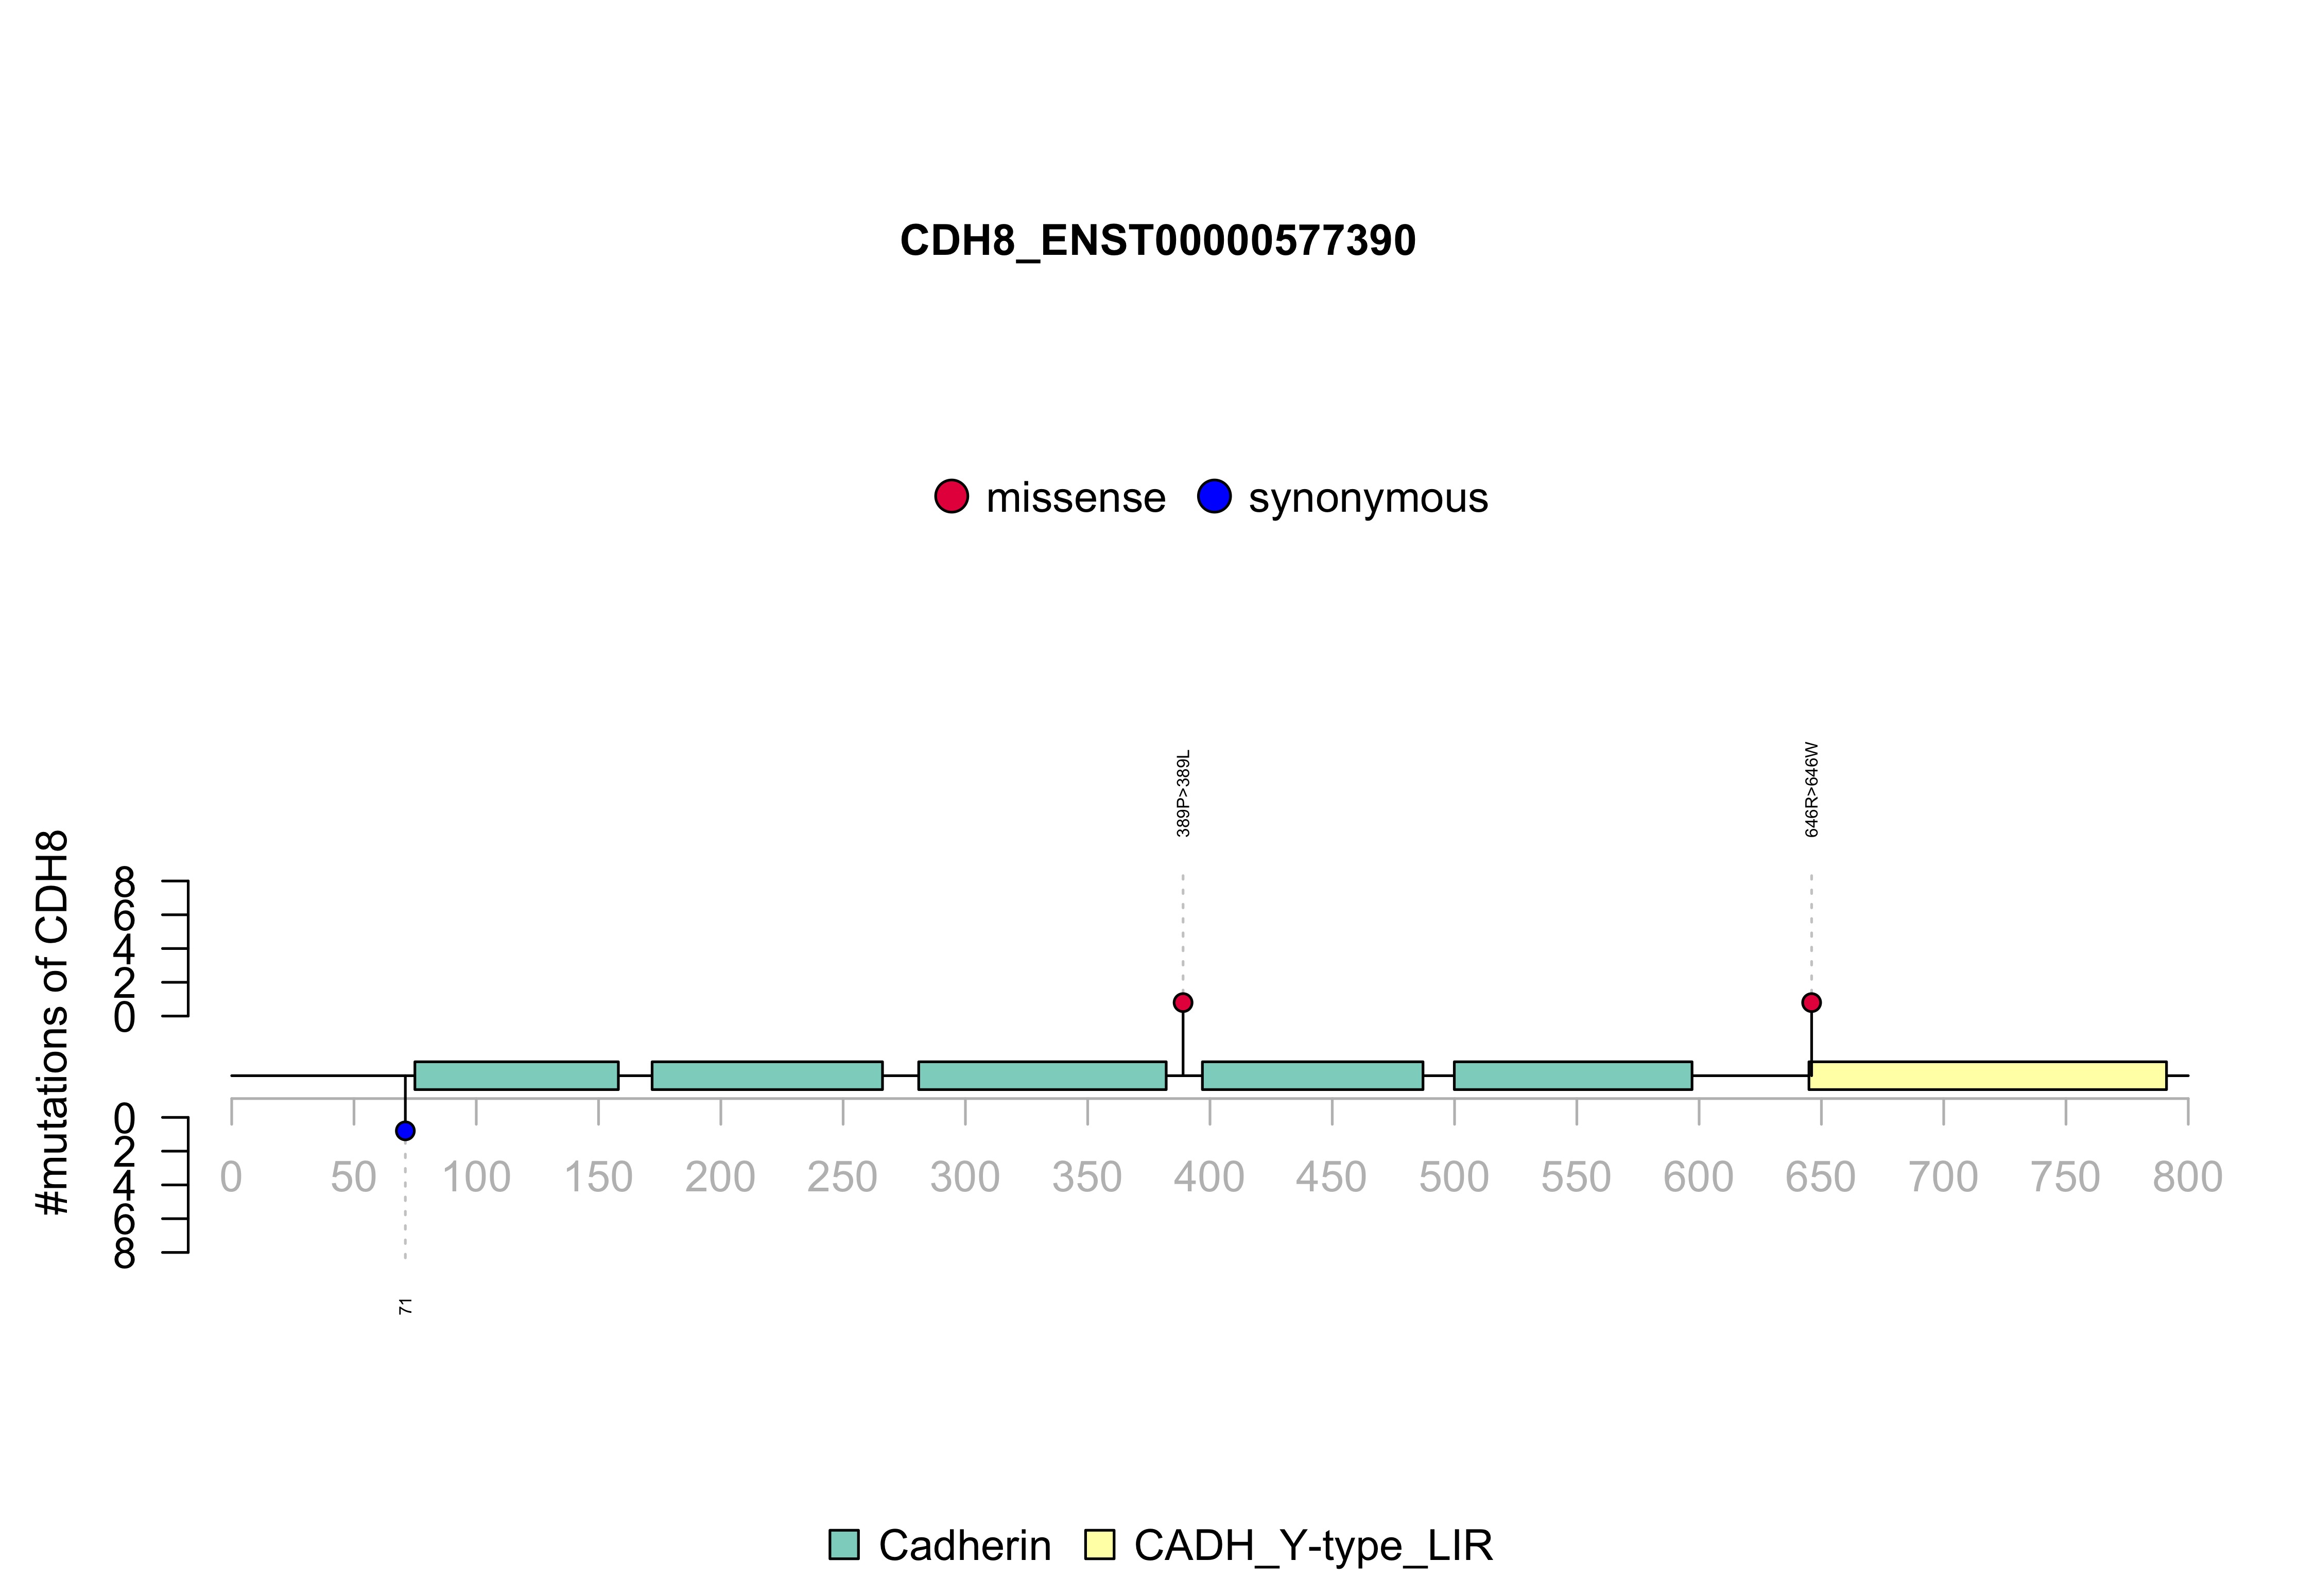 CDH8_ENST00000577390
missense synonymous
389P>389L
646R>646W
#mutations of CDH8
8
6
4
2
0
0
2
4
6
8
0 50 100 150 200 250 300 350 400 450 500 550 600 650 700 750 800
71
Cadherin CADH_Y-type_LIR